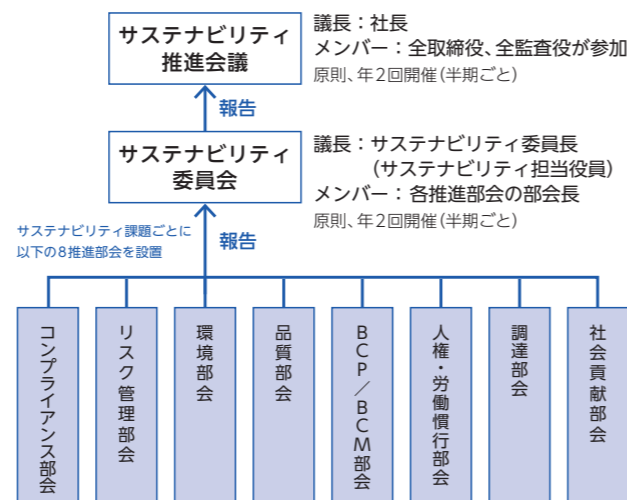 サステナビリティ
推進会議
議長：社長
メンバー：全取締役、全監査役が参加
原則、年2回開催（半期ごと）
報告
サステナビリティ
委員会
議長：サステナビリティ委員長
（サステナビリティ担当役員）
メンバー：各推進部会の部会長
原則、年2回開催（半期ごと）
サステナビリティ課題ごとに
以下の8推進部会を設置
報告
コンプライアンス部会
リスク管理部会
環境部会
品質部会
BCP／BCM部会
人権・労働慣行部会
調達部会
社会貢献部会